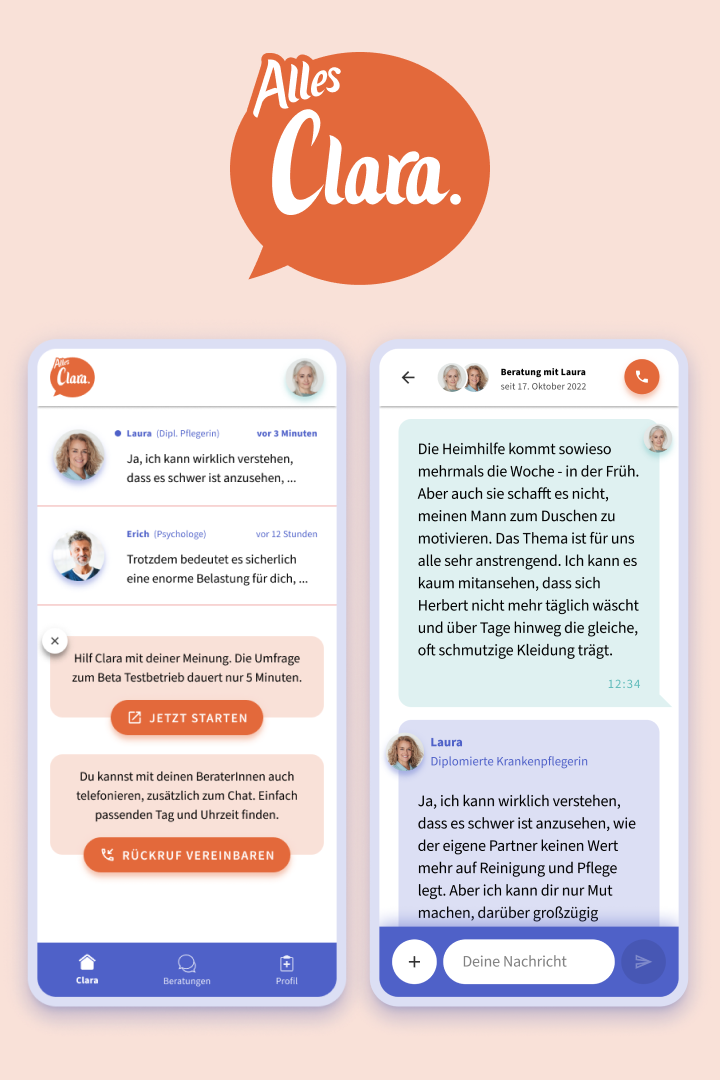 Alles
Clara.
Alles
Clara.
Laura (Dipl. Pflegerin) vor 3 Minuten
Ja, ich kann wirklich verstehen,
dass es schwer ist anzusehen, ...
Erich (Psychologe) vor 12 Stunden
Trotzdem bedeutet es sicherlich
eine enorme Belastung für dich, ...
Hilf Clara mit deiner Meinung. Die Umfrage
zum Beta Testbetrieb dauert nur 5 Minuten.
JETZT STARTEN
Du kannst mit deinen BeraterInnen auch
telefonieren, zusätzlich zum Chat. Einfach
passenden Tag und Uhrzeit finden.
RÜCKRUF VEREINBAREN
Clara Beratungen Profil
Beratung mit Laura
seit 17. Oktober 2022
Die Heimhilfe kommt sowieso
mehrmals die Woche - in der Früh.
Aber auch sie schafft es nicht,
meinen Mann zum Duschen zu
motivieren. Das Thema ist für uns
alle sehr anstrengend. Ich kann es
kaum mitansehen, dass sich
Herbert nicht mehr täglich wäscht
und über Tage hinweg die gleiche,
oft schmutzige Kleidung trägt.
12:34
Laura
Diplomierte Krankenpflegerin
Ja, ich kann wirklich verstehen,
dass es schwer ist anzusehen, wie
der eigene Partner keinen Wert
mehr auf Reinigung und Pflege
legt. Aber ich kann dir nur Mut
machen, darüber großzügig
Deine Nachricht